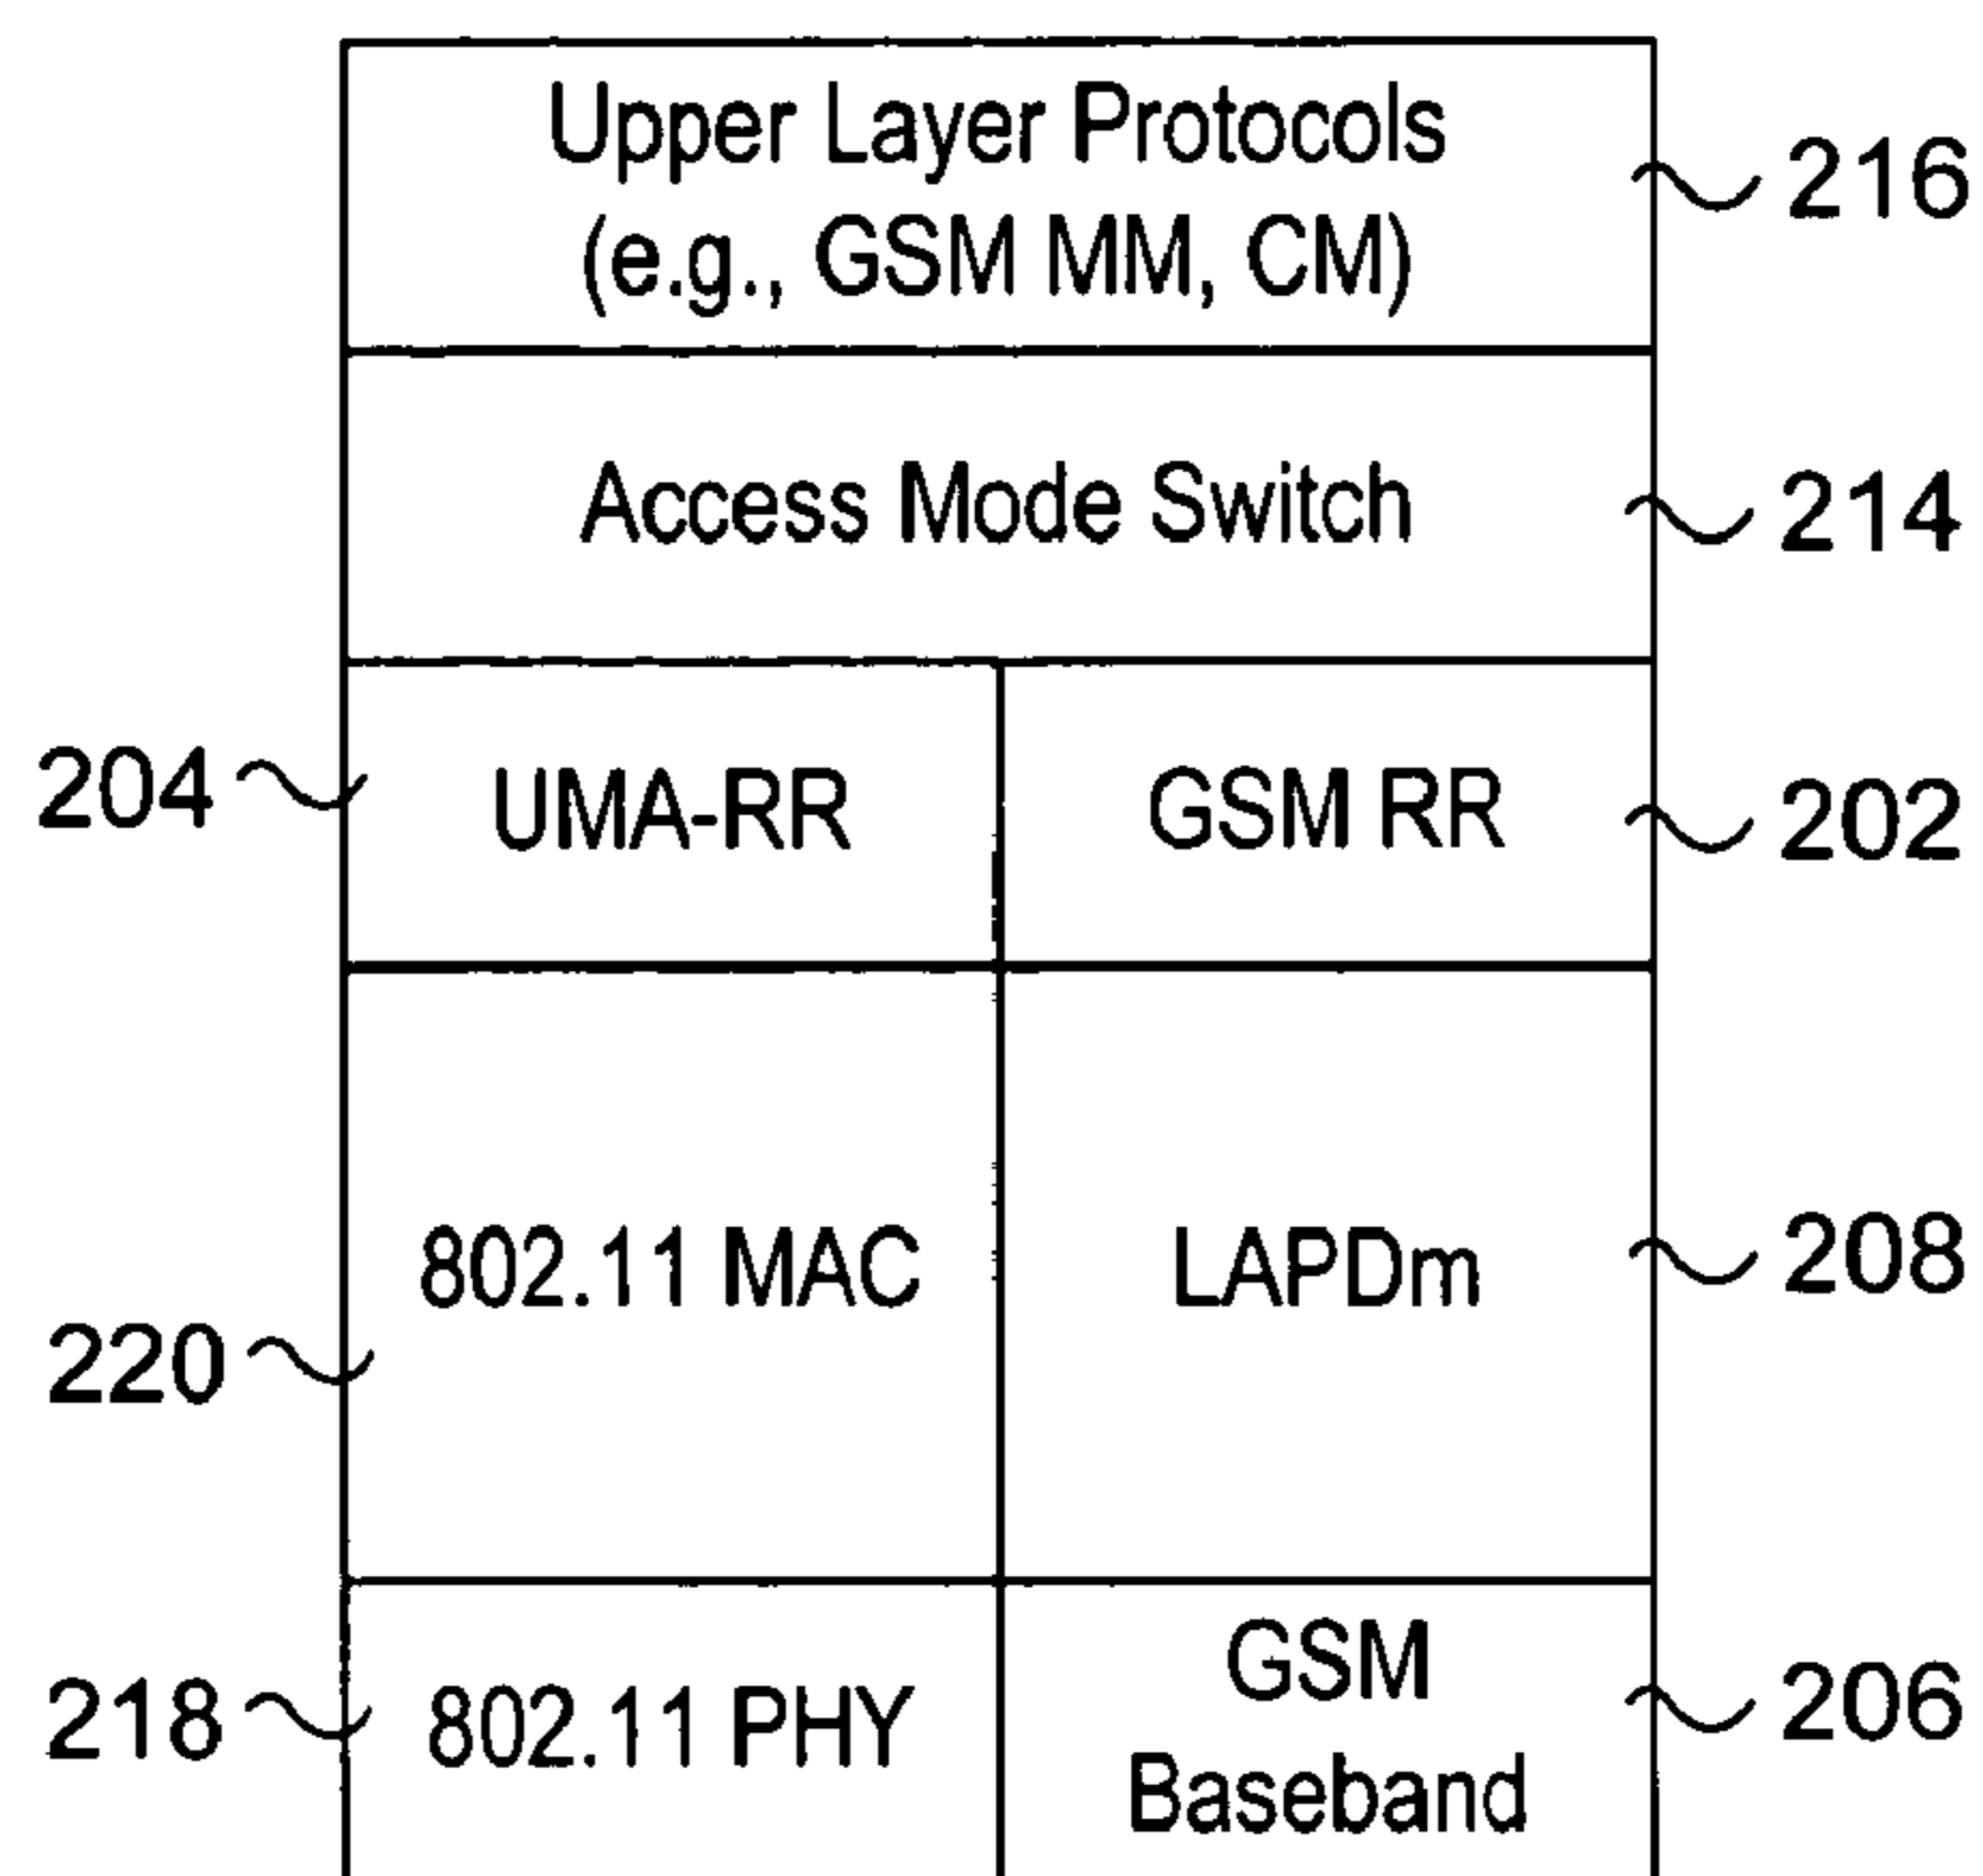 Upper Layer Protocols
(e.g., GSM MM, CM)
216
Access Mode Switch
214
204
UMA-RR
GSM RR
202
802.11 MAC
LAPDm
208
220
218
802.11 PHY
GSM
Baseband
206